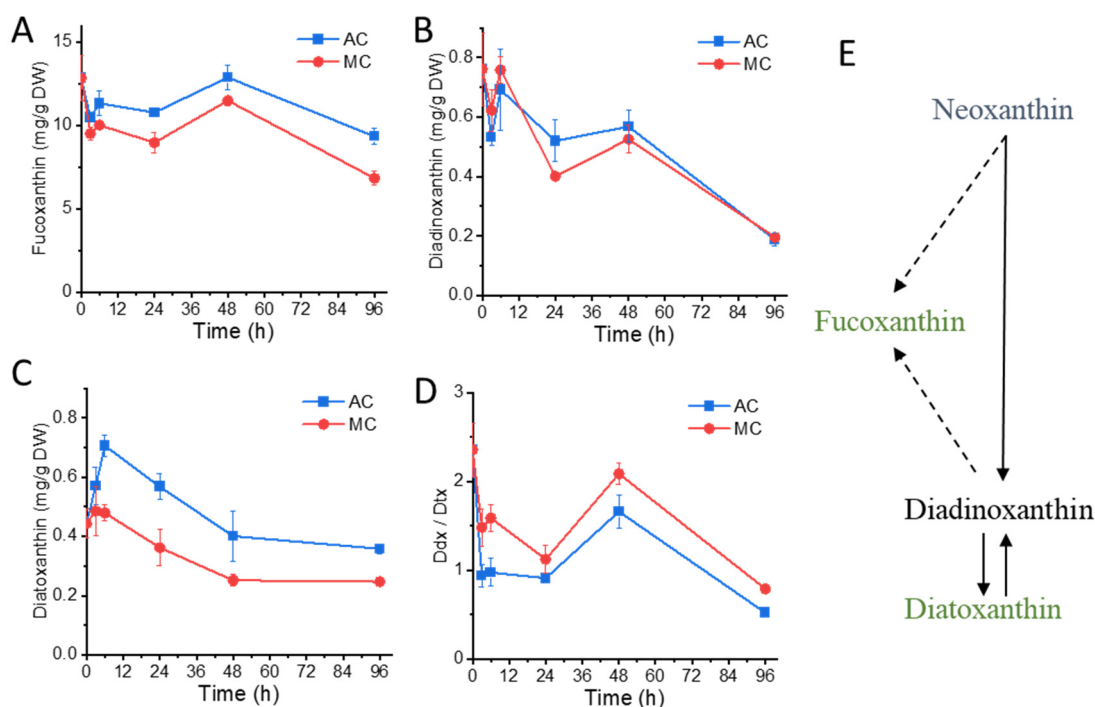 A
AC
MC
Fucoxanthin (mg/g DW)
15
10
5
0
0 12 24 36 48 60 72 84 96
Time (h)
B
AC
MC
Diadinoxanthin (mg/g DW)
0.8
0.6
0.4
0.2
0.0
0 12 24 36 48 60 72 84 96
Time (h)
C
AC
MC
Diatoxanthin (mg/g DW)
0.8
0.6
0.4
0.2
0.0
0 12 24 36 48 60 72 84 96
Time (h)
D
AC
MC
Ddx / Dtx
3
2
1
0
0 12 24 36 48 60 72 84 96
Time (h)
E
Neoxanthin
Fucoxanthin
Diadinoxanthin
Diatoxanthin